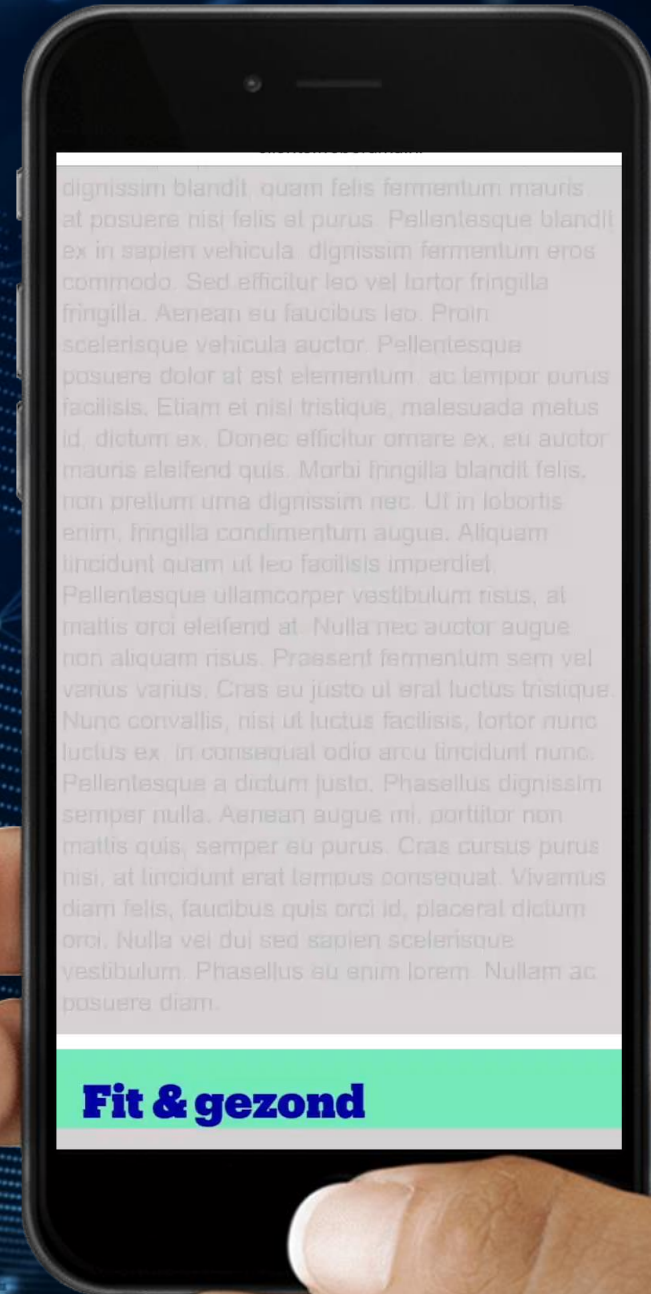 dignissim blandit, quam felis fermentum mauris,
at posuere nisi felis et purus. Pellentesque blandit
ex in sapien vehicula, dignissim fermentum eros
commodo. Sed efficitur leo vel tortor fringilla
fringilla. Aenean eu faucibus leo. Proin
scelerisque vehicula auctor. Pellentesque
posuere dolor at est elementum, ac tempor purus
facilisis. Etiam et nisl tristique, malesuada metus
id, dictum ex. Donec efficitur ornare ex, eu auctor
mauris eleifend quis. Morbi fringilla blandit felis,
non pretium urna dignissim nec. Ut in lobortis
enim, fringilla condimentum augue. Aliquam
tincidunt quam ut leo facilisis imperdiet.
Pellentesque ullamcorper vestibulum risus, at
mattis orci eleifend at. Nulla nec auctor augue,
non aliquam risus. Praesent fermentum sem vel
varius varius. Cras eu justo ut erat luctus tristique.
Nunc convallis, nisi ut luctus facilisis, tortor nunc
luctus ex, in consequat odio arcu tincidunt nunc.
Pellentesque a dictum justo. Phasellus dignissim
semper nulla. Aenean augue mi, porttitor non
mattis quis, semper eu purus. Cras cursus purus
nisi, at tincidunt erat tempus consequat. Vivamus
diam felis, faucibus quis orci id, placerat dictum
orci. Nulla vel dui sed sapien scelerisque
vestibulum. Phasellus eu enim lorem. Nullam ac
posuere diam.
Fit & gezond